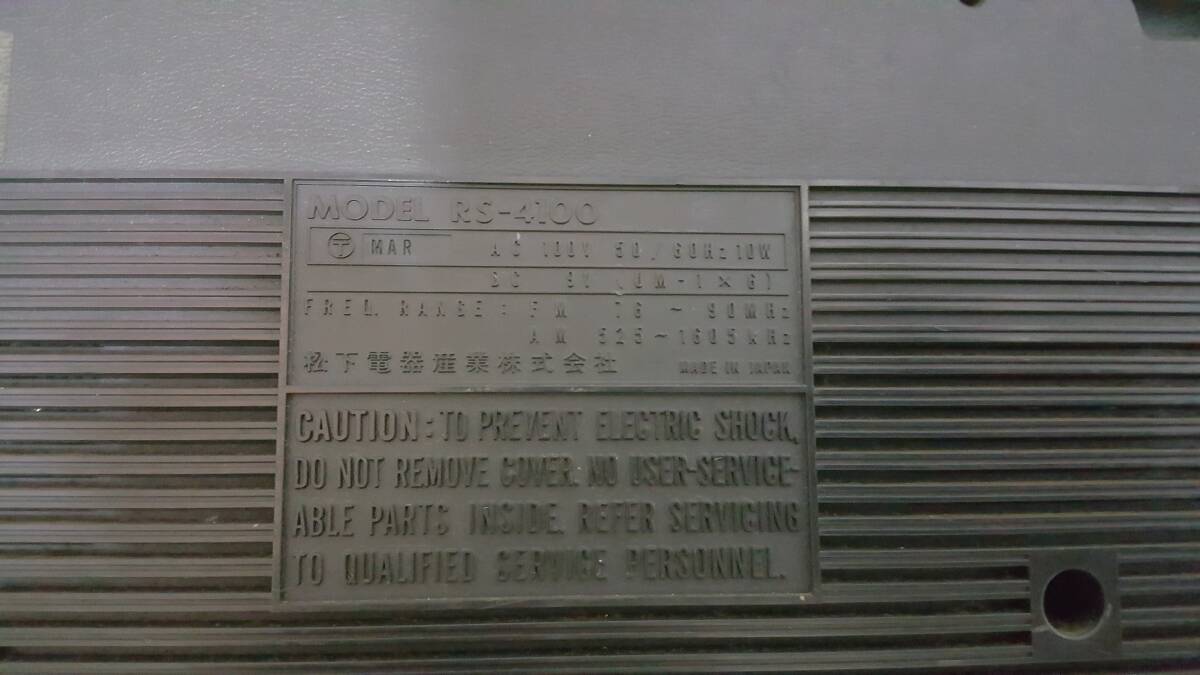 MODEL RS-4100
〒 MAR AC 100V 50/60Hz 10W
DC 9V (UM-1×6)
FREQ. RANGE: FM 76~90MHz
AM 525~1605kHz
松下電器産業株式会社 MADE IN JAPAN
CAUTION: TO PREVENT ELECTRIC SHOCK,
DO NOT REMOVE COVER. NO USER-SERVICE-
ABLE PARTS INSIDE. REFER SERVICING
TO QUALIFIED SERVICE PERSONNEL.